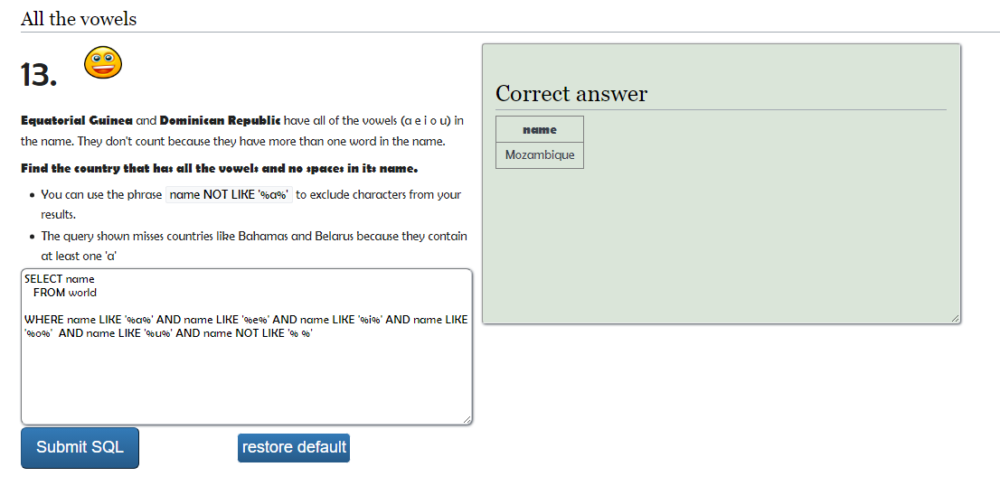 All the vowels
13.
Equatorial Guinea and Dominican Republic have all of the vowels (a e i o u) in
the name. They don't count because they have more than one word in the name.
Find the country that has all the vowels and no spaces in its name.
• You can use the phrase name NOT LIKE '%a%' to exclude characters from your
results.
• The query shown misses countries like Bahamas and Belarus because they contain
at least one 'a'
SELECT name
FROM world
WHERE name LIKE '%a%' AND name LIKE '%e%' AND name LIKE '%i%' AND name LIKE
'%o%' AND name LIKE '%u%' AND name NOT LIKE '% %'
Submit SQL
restore default
Correct answer
name
Mozambique